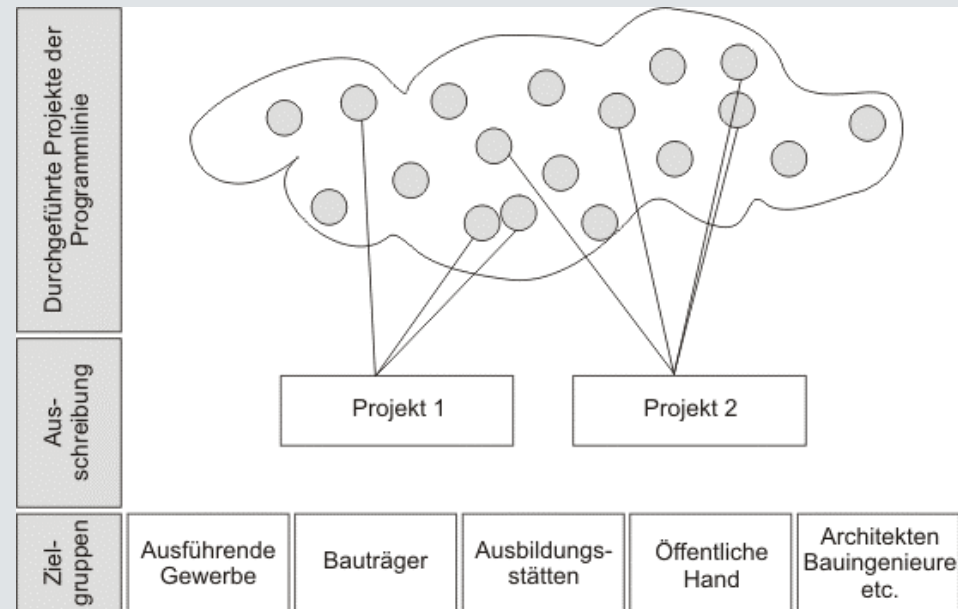 Durchgeführte Projekte der
Programmlinie
Projekt 1
Projekt 2
Aus-
schreibung
Ziel-
gruppen
Ausführende
Gewerbe
Bauträger
Ausbildungs-
stätten
Öffentliche
Hand
Architekten
Bauingenieure
etc.